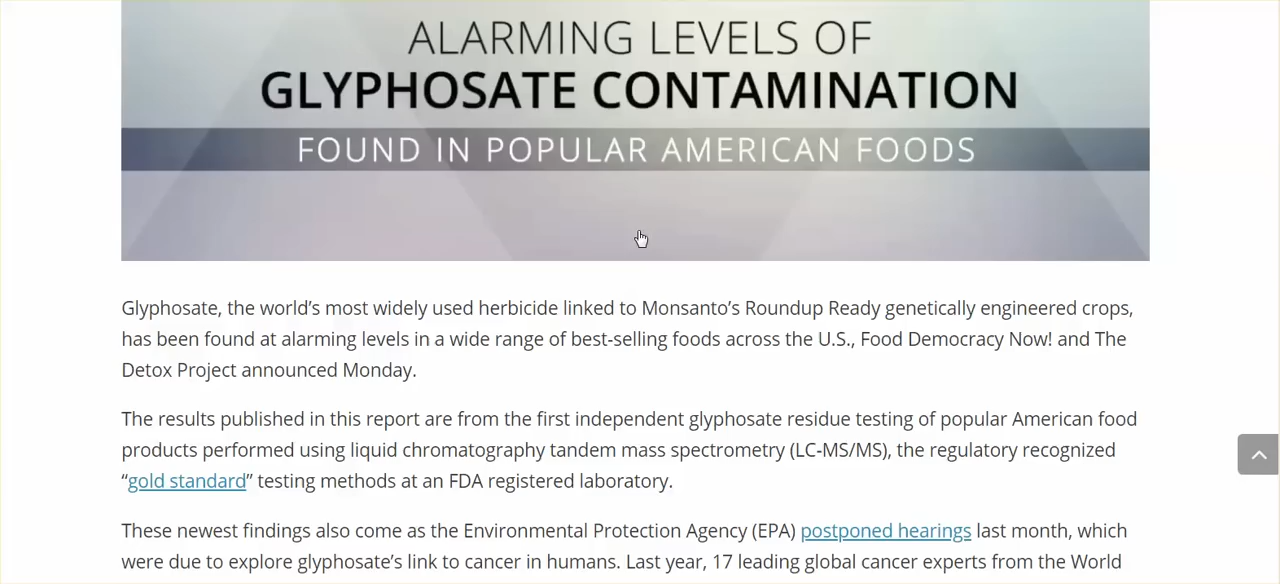 ALARMING LEVELS OF
GLYPHOSATE CONTAMINATION
FOUND IN POPULAR AMERICAN FOODS
Glyphosate, the world’s most widely used herbicide linked to Monsanto’s Roundup Ready genetically engineered crops,
has been found at alarming levels in a wide range of best-selling foods across the U.S., Food Democracy Now! and The
Detox Project announced Monday.
The results published in this report are from the first independent glyphosate residue testing of popular American food
products performed using liquid chromatography tandem mass spectrometry (LC-MS/MS), the regulatory recognized
“gold standard” testing methods at an FDA registered laboratory.
These newest findings also come as the Environmental Protection Agency (EPA) postponed hearings last month, which
were due to explore glyphosate’s link to cancer in humans. Last year, 17 leading global cancer experts from the World